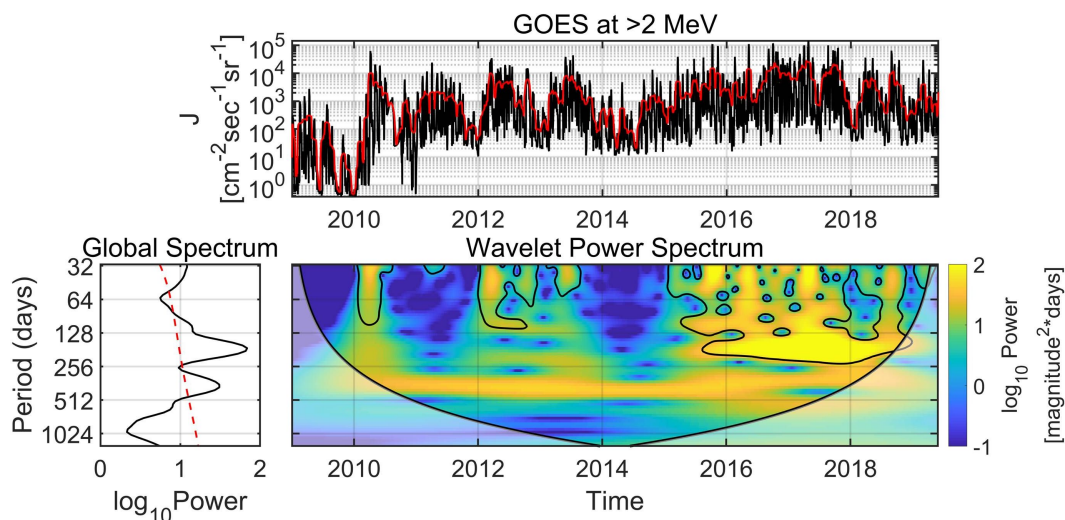 GOES at >2 MeV
J
[cm⁻²sec⁻¹sr⁻¹]
10⁵
10⁴
10³
10²
10¹
10⁰
2010 2012 2014 2016 2018
Global Spectrum
Period (days)
32
64
128
256
512
1024
0 1 2
log₁₀Power
Wavelet Power Spectrum
2010 2012 2014 2016 2018
Time
2
1
0
-1
log₁₀ Power
[magnitude²*days]